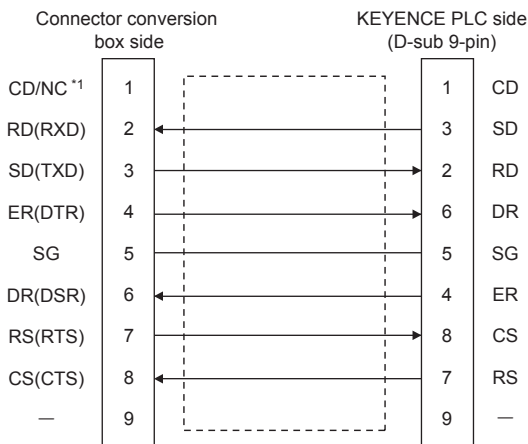 Connector conversion box side KEYENCE PLC side (D-sub 9-pin)
CD/NC *1 1 1 CD
RD(RXD) 2 3 SD
SD(TXD) 3 2 RD
ER(DTR) 4 6 DR
SG 5 5 SG
DR(DSR) 6 4 ER
RS(RTS) 7 8 CS
CS(CTS) 8 7 RS
— 9 9 —